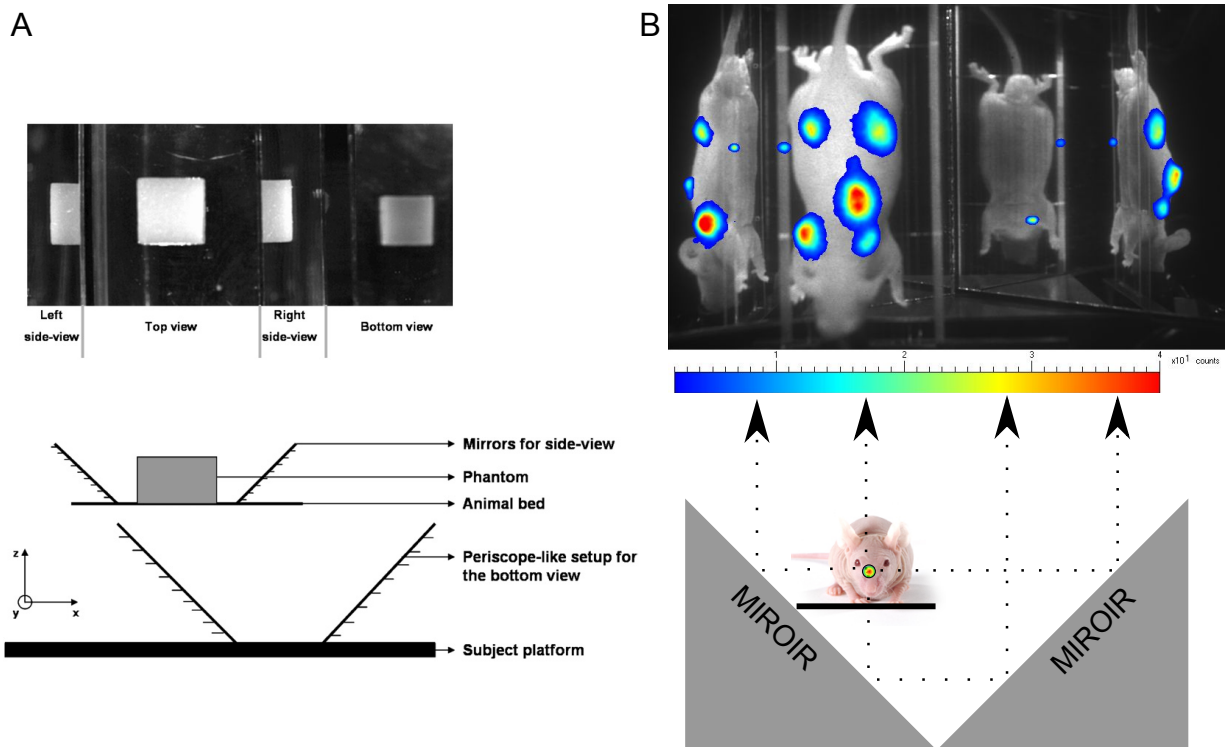 A
Left
side-view
Top view
Right
side-view
Bottom view
Mirrors for side-view
Phantom
Animal bed
Periscope-like setup for
the bottom view
Subject platform
z
y
x
B
1
2
3
4
x10¹ counts
MIROIR
MIROIR